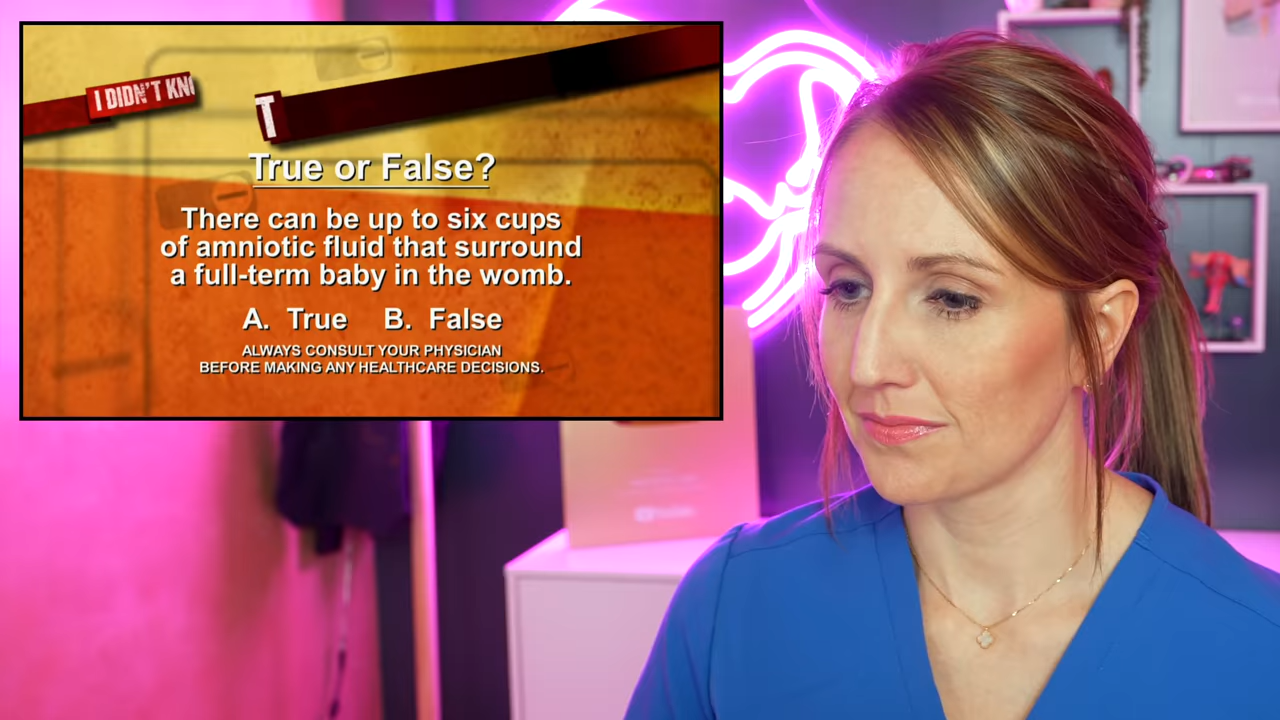 I DIDN'T KN
T
True or False?
There can be up to six cups
of amniotic fluid that surround
a full-term baby in the womb.
A. True B. False
ALWAYS CONSULT YOUR PHYSICIAN
BEFORE MAKING ANY HEALTHCARE DECISIONS.